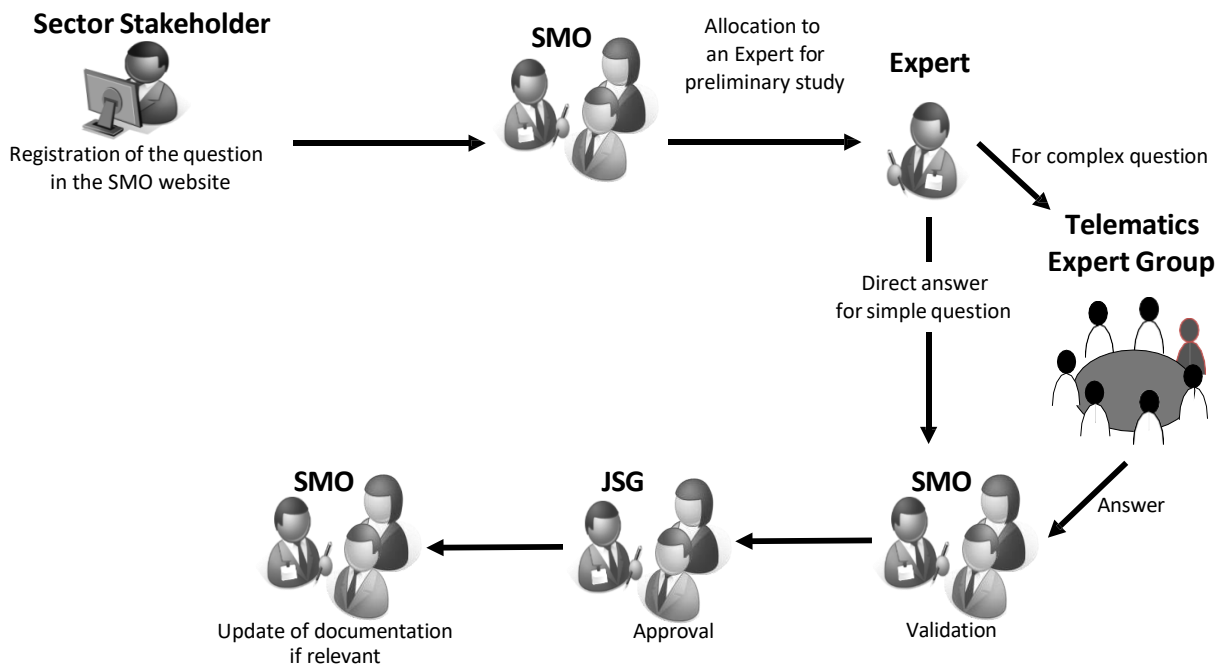 Sector Stakeholder
Registration of the question
in the SMO website
SMO
Allocation to
an Expert for
preliminary study
Expert
For complex question
Telematics
Expert Group
Direct answer
for simple question
Answer
SMO
Validation
JSG
Approval
SMO
Update of documentation
if relevant